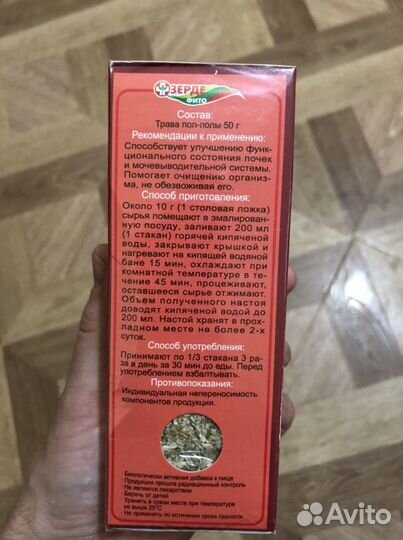 ЗЕРДЕ
ФИТО
Состав:
Трава пол-полы 50 г
Рекомендации к применению:
Способствует улучшению функ-
ционального состояния почек
и мочевыводительной системы.
Помогает очищению организ-
ма, не обезвоживая его.
Способ приготовления:
Около 10 г (1 столовая ложка)
сырья помещают в эмалирован-
ную посуду, заливают 200 мл
(1 стакан) горячей кипяченой
воды, закрывают крышкой и
нагревают на кипящей водяной
бане 15 мин, охлаждают при
комнатной температуре в те-
чение 45 мин, процеживают,
оставшееся сырье отжимают.
Объем полученного настоя
доводят кипяченой водой до
200 мл. Настой хранят в прох-
ладном месте не более 2-х
суток.
Способ употребления:
Принимают по 1/3 стакана 3 ра-
за в день за 30 мин до еды. Перед
употреблением взбалтывать.
Противопоказания:
Индивидуальная непереносимость
компонентов продукции.
- Биологически активная добавка к пище
- Продукция прошла радиационный контроль
- Не является лекарством
- Беречь от детей
- Хранить в сухом месте при температуре
не выше 25°С
- Не применять по истечении срока годности
Avito